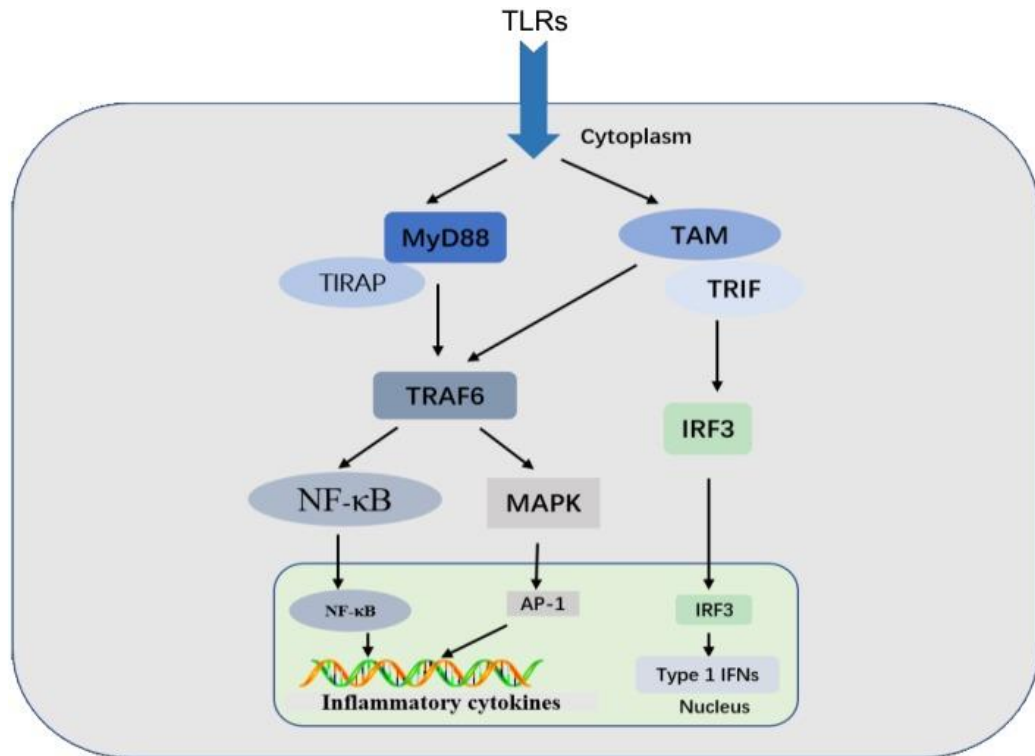 TLRs
Cytoplasm
MyD88
TAM
TIRAP
TRIF
TRAF6
IRF3
NF-κB
MAPK
NF-κB
AP-1
IRF3
Type 1 IFNs
Inflammatory cytokines
Nucleus